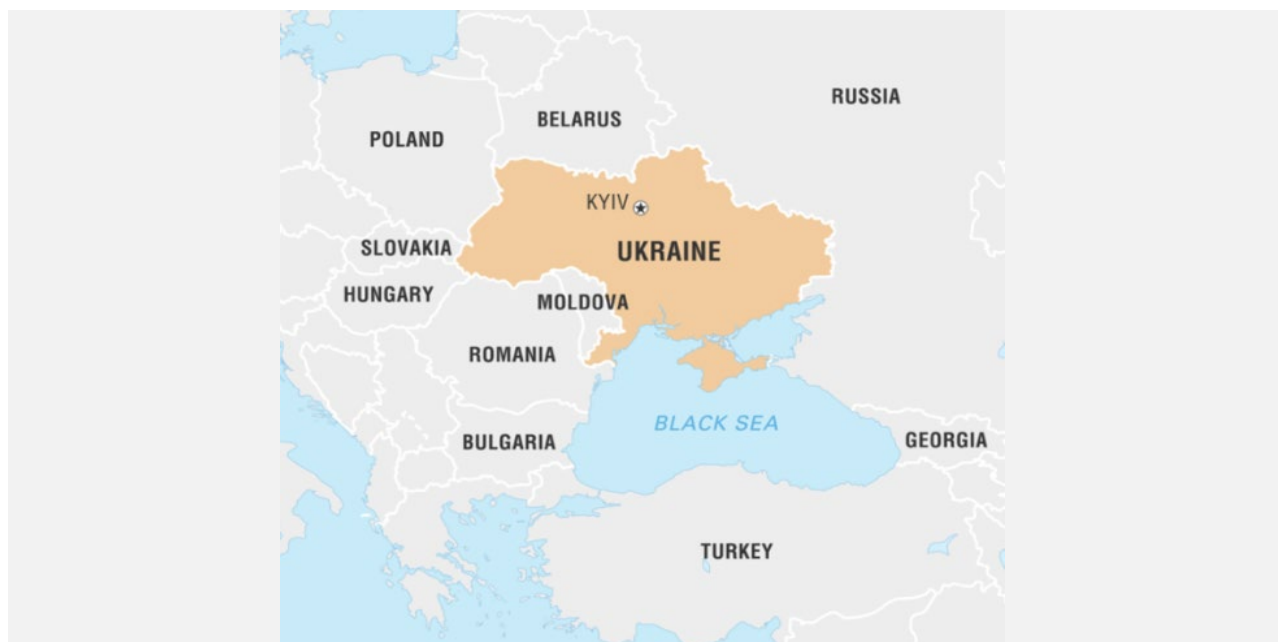 RUSSIA
BELARUS
POLAND
KYIV
UKRAINE
SLOVAKIA
HUNGARY
MOLDOVA
ROMANIA
BLACK SEA
BULGARIA
GEORGIA
TURKEY